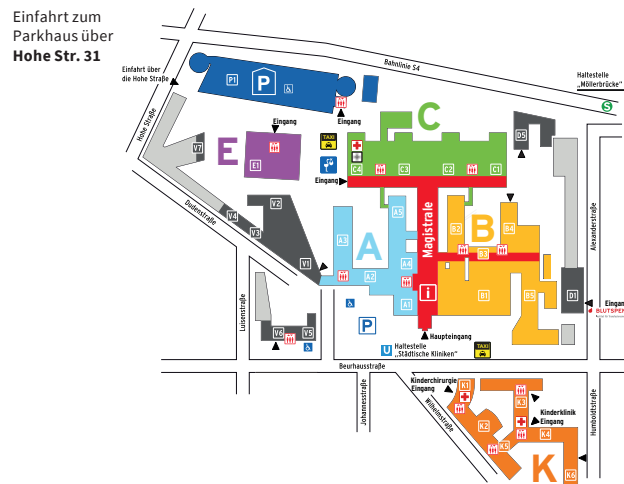 Einfahrt zum
Parkhaus über
Hohe Str. 31
Einfahrt über
die Hohe Straße
Bahnlinie S4
Haltestelle
„Möllerbrücke"
S
P1
P
Eingang
Eingang
TAXI
Hohe Straße
V7
E
E1
C
C4
C3
C2
C1
D5
Eingang
Dudenstraße
V4
V3
V2
V1
A
A3
A5
A4
A2
A1
Magistrale
i
B
B2
B4
B3
B1
B5
D1
Alexanderstraße
Eingan
BLUTSPEN
P
Haupteingang
U
Haltestelle
„Städtische Kliniken"
TAXI
Luisenstraße
V6
V5
Beurhausstraße
Johannesstraße
Wilhelmstraße
Humboldtstraße
Kinderchirurgie
Eingang
K1
K3
Kinderklinik
Eingang
K2
K4
K5
K
K6